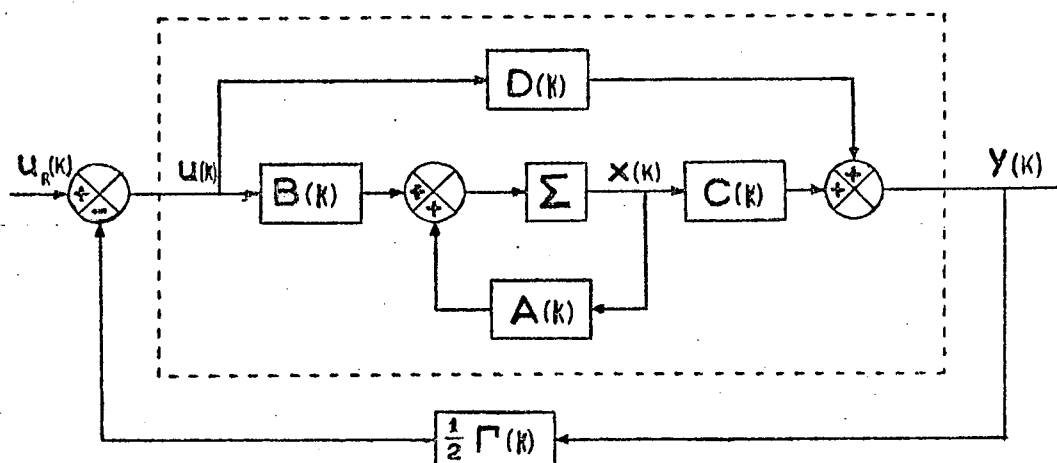 D(k)
u_R(k)
u(k)
B(k)
Σ
x(k)
C(k)
y(k)
A(k)
1/2 Γ(k)